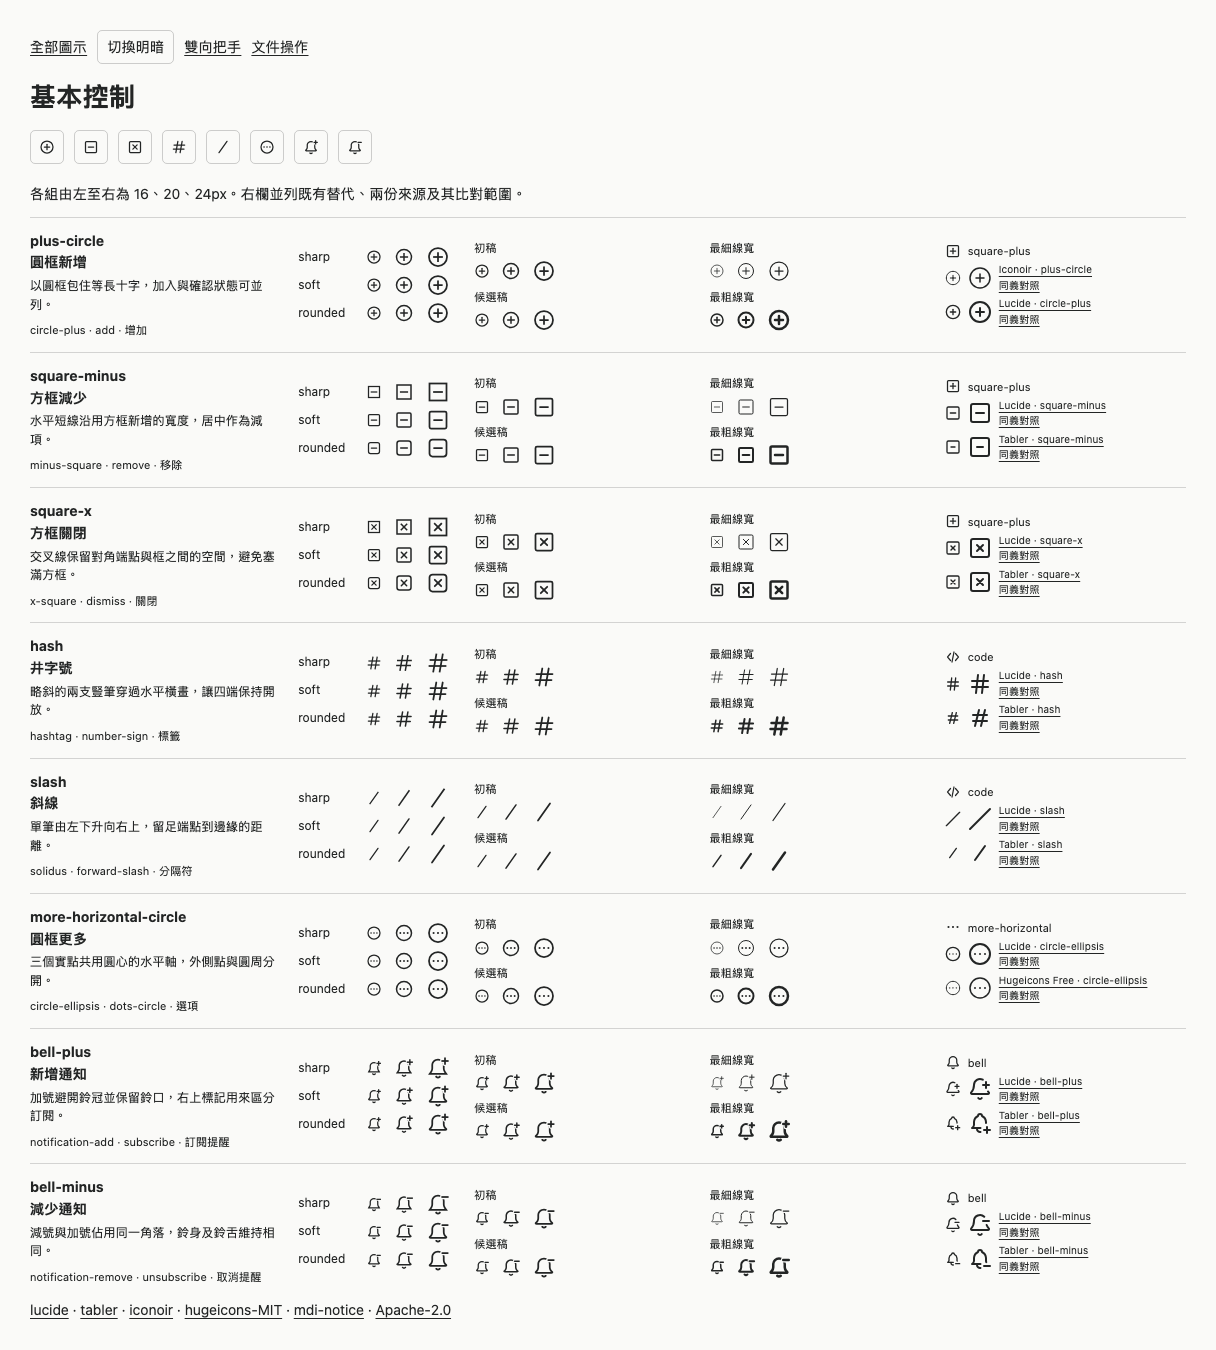 全部圖示 切換明暗 雙向把手 文件操作
基本控制
各組由左至右為 16、20、24px。右欄並列既有替代、兩份來源及其比對範圍。
plus-circle
圓框新增
以圓框包住等長十字，加入與確認狀態可並
列。
circle-plus · add · 增加
sharp
soft
rounded
初稿
候選稿
最細線寬
最粗線寬
square-plus
Iconoir · plus-circle
同義對照
Lucide · circle-plus
同義對照
square-minus
方框減少
水平短線沿用方框新增的寬度，居中作為減
項。
minus-square · remove · 移除
sharp
soft
rounded
初稿
候選稿
最細線寬
最粗線寬
square-plus
Lucide · square-minus
同義對照
Tabler · square-minus
同義對照
square-x
方框關閉
交叉線保留對角端點與框之間的空間，避免塞
滿方框。
x-square · dismiss · 關閉
sharp
soft
rounded
初稿
候選稿
最細線寬
最粗線寬
square-plus
Lucide · square-x
同義對照
Tabler · square-x
同義對照
hash
井字號
略斜的兩支豎筆穿過水平橫畫，讓四端保持開
放。
hashtag · number-sign · 標籤
sharp
soft
rounded
初稿
候選稿
最細線寬
最粗線寬
code
Lucide · hash
同義對照
Tabler · hash
同義對照
slash
斜線
單筆由左下升向右上，留足端點到邊緣的距
離。
solidus · forward-slash · 分隔符
sharp
soft
rounded
初稿
候選稿
最細線寬
最粗線寬
code
Lucide · slash
同義對照
Tabler · slash
同義對照
more-horizontal-circle
圓框更多
三個實點共用圓心的水平軸，外側點與圓周分
開。
circle-ellipsis · dots-circle · 選項
sharp
soft
rounded
初稿
候選稿
最細線寬
最粗線寬
more-horizontal
Lucide · circle-ellipsis
同義對照
Hugeicons Free · circle-ellipsis
同義對照
bell-plus
新增通知
加號避開鈴冠並保留鈴口，右上標記用來區分
訂閱。
notification-add · subscribe · 訂閱提醒
sharp
soft
rounded
初稿
候選稿
最細線寬
最粗線寬
bell
Lucide · bell-plus
同義對照
Tabler · bell-plus
同義對照
bell-minus
減少通知
減號與加號佔用同一角落，鈴身及鈴舌維持相
同。
notification-remove · unsubscribe · 取消提醒
sharp
soft
rounded
初稿
候選稿
最細線寬
最粗線寬
bell
Lucide · bell-minus
同義對照
Tabler · bell-minus
同義對照
lucide · tabler · iconoir · hugeicons-MIT · mdi-notice · Apache-2.0